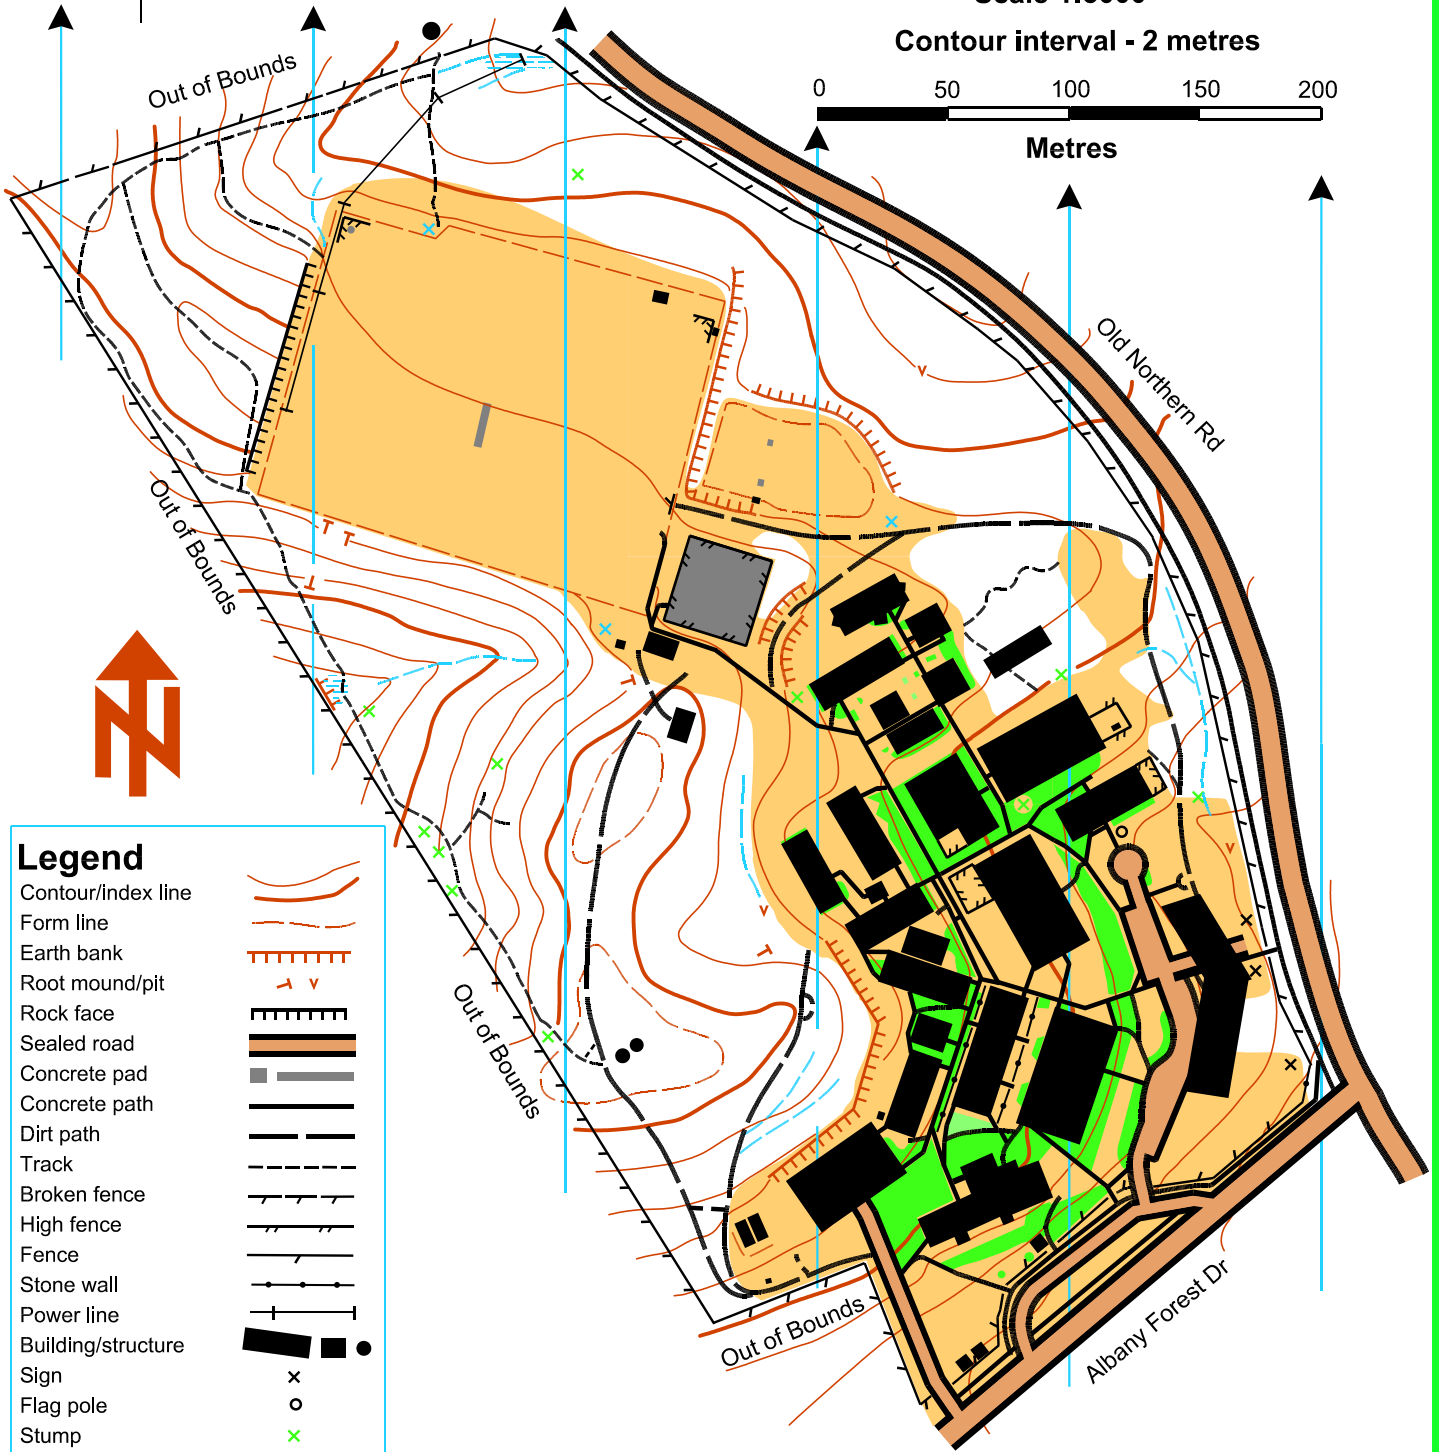 Contour interval - 2 metres
0 50 100 150 200
Metres
Out of Bounds
Old Northern Rd
Out of Bounds
N
Legend
Contour/index line
Form line
Earth bank
Root mound/pit
Rock face
Sealed road
Concrete pad
Concrete path
Dirt path
Track
Broken fence
High fence
Fence
Stone wall
Power line
Building/structure
Sign
Flag pole
Stump
Out of Bounds
Out of Bounds
Albany Forest Dr